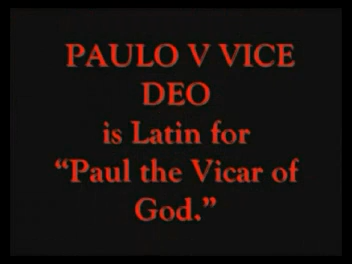 PAULO V VICE
DEO
is Latin for
“Paul the Vicar of
God.”